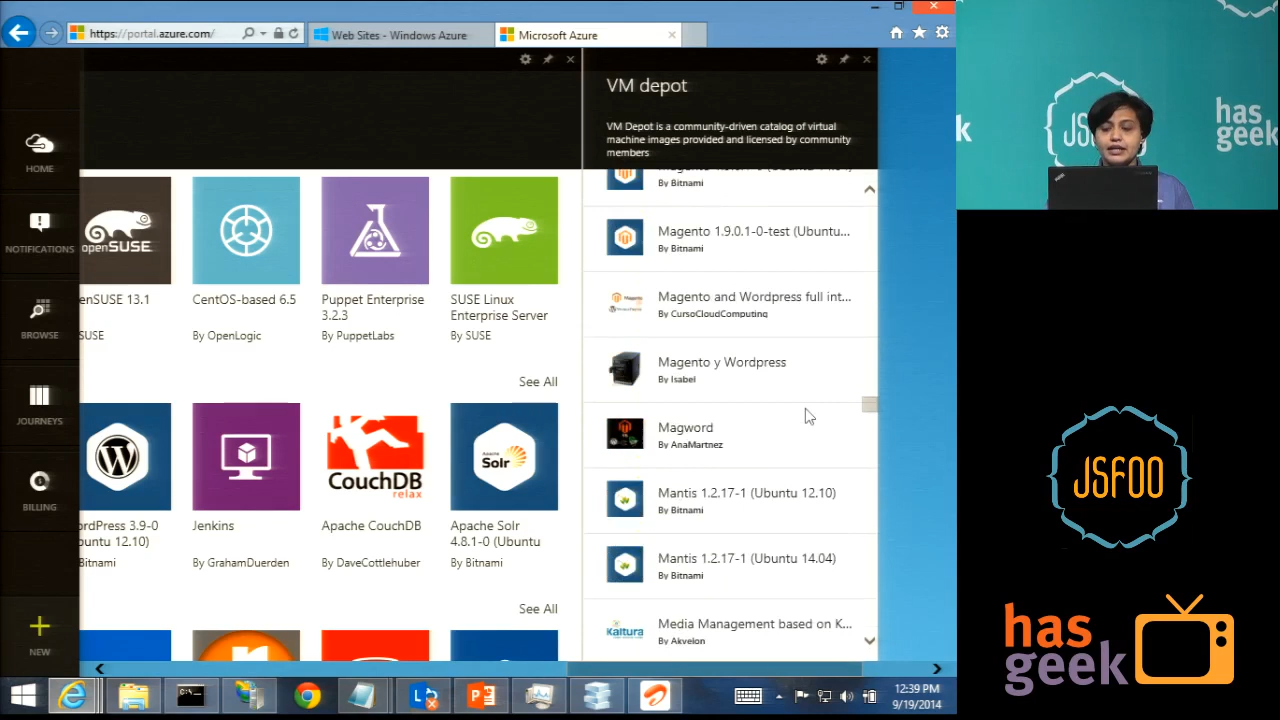 https://portal.azure.com/
Web Sites - Windows Azure
Microsoft Azure
HOME
NOTIFICATIONS
BROWSE
JOURNEYS
BILLING
NEW
openSUSE
enSUSE 13.1
SUSE
CentOS-based 6.5
By OpenLogic
Puppet Enterprise
3.2.3
By PuppetLabs
SUSE Linux
Enterprise Server
By SUSE
See All
CouchDB
relax
Apache
Solr
ordPress 3.9-0
buntu 12.10)
Bitnami
Jenkins
By GrahamDuerden
Apache CouchDB
By DaveCottlehuber
Apache Solr
4.8.1-0 (Ubuntu
By Bitnami
See All
VM depot
VM Depot is a community-driven catalog of virtual
machine images provided and licensed by community
members
By Bitnami
Magento 1.9.0.1-0-test (Ubuntu...
By Bitnami
Magento and Wordpress full int...
By CursoCloudComputing
Magento y Wordpress
By Isabel
Magword
By AnaMartnez
Mantis 1.2.17-1 (Ubuntu 12.10)
By Bitnami
Mantis 1.2.17-1 (Ubuntu 14.04)
By Bitnami
Kaltura
Media Management based on K...
By Akvelon
12:39 PM
9/19/2014
k
JS
has
geek
JSFOO
has
geek